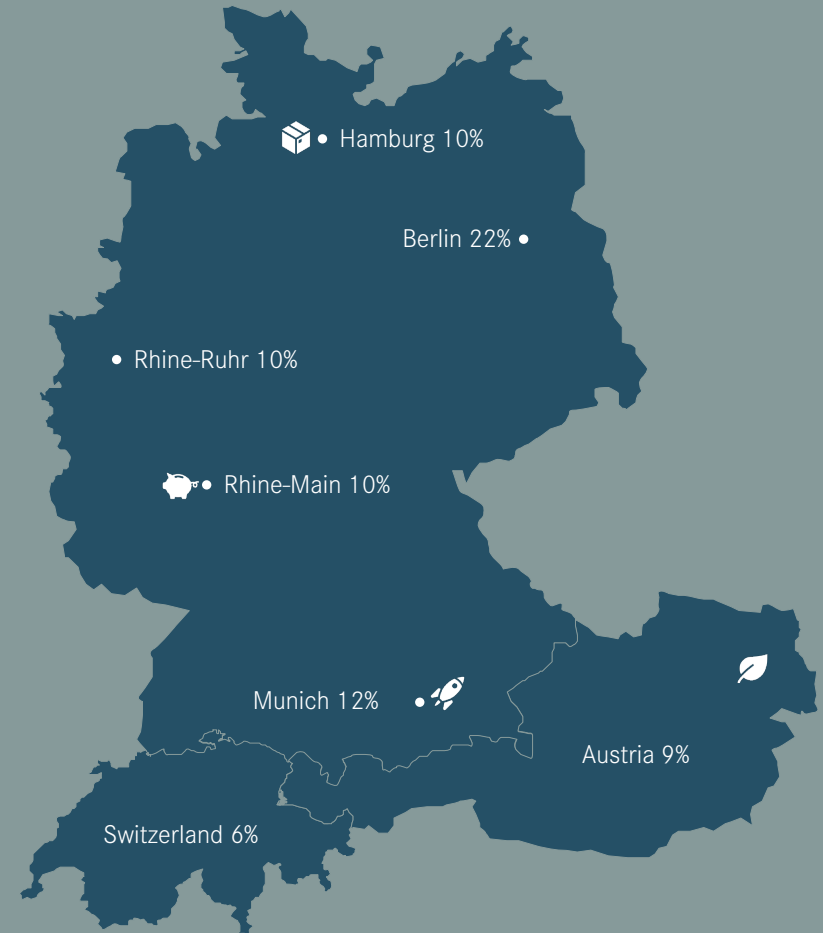 Hamburg 10%
Berlin 22%
Rhine-Ruhr 10%
Rhine-Main 10%
Munich 12%
Austria 9%
Switzerland 6%